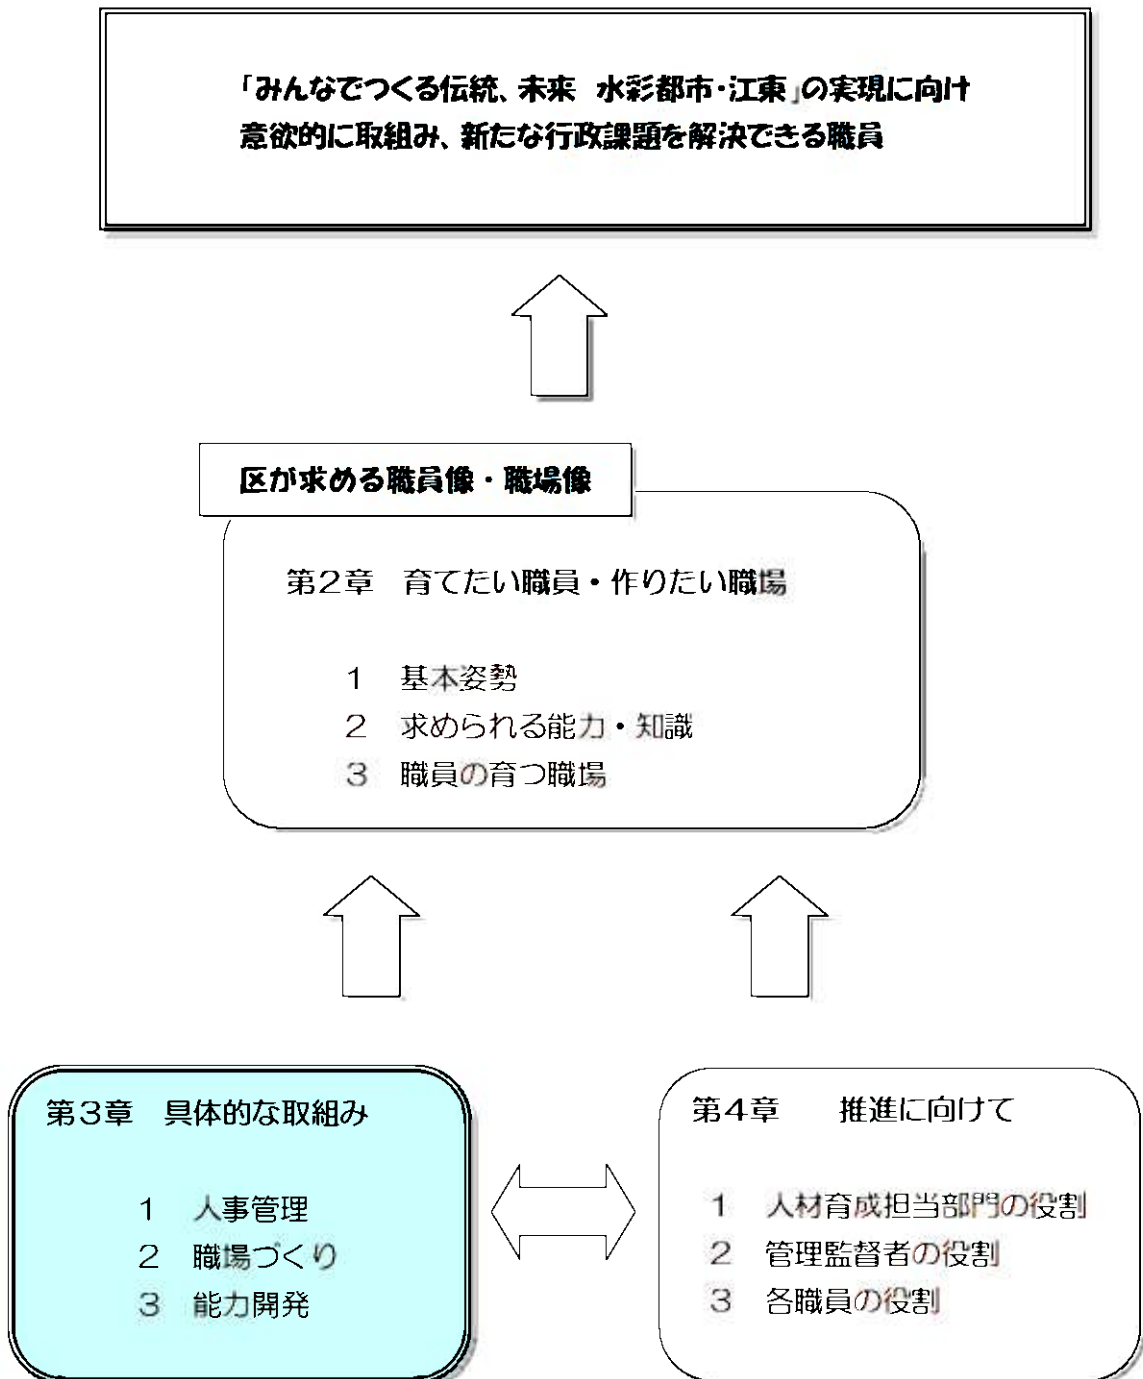 「みんなでつくる伝統、未来 水彩都市・江東」の実現に向け
意欲的に取組み、新たな行政課題を解決できる職員
区が求める職員像・職場像
第2章 育てたい職員・作りたい職場
1 基本姿勢
2 求められる能力・知識
3 職員の育つ職場
第3章 具体的な取組み
1 人事管理
2 職場づくり
3 能力開発
第4章 推進に向けて
1 人材育成担当部門の役割
2 管理監督者の役割
3 各職員の役割